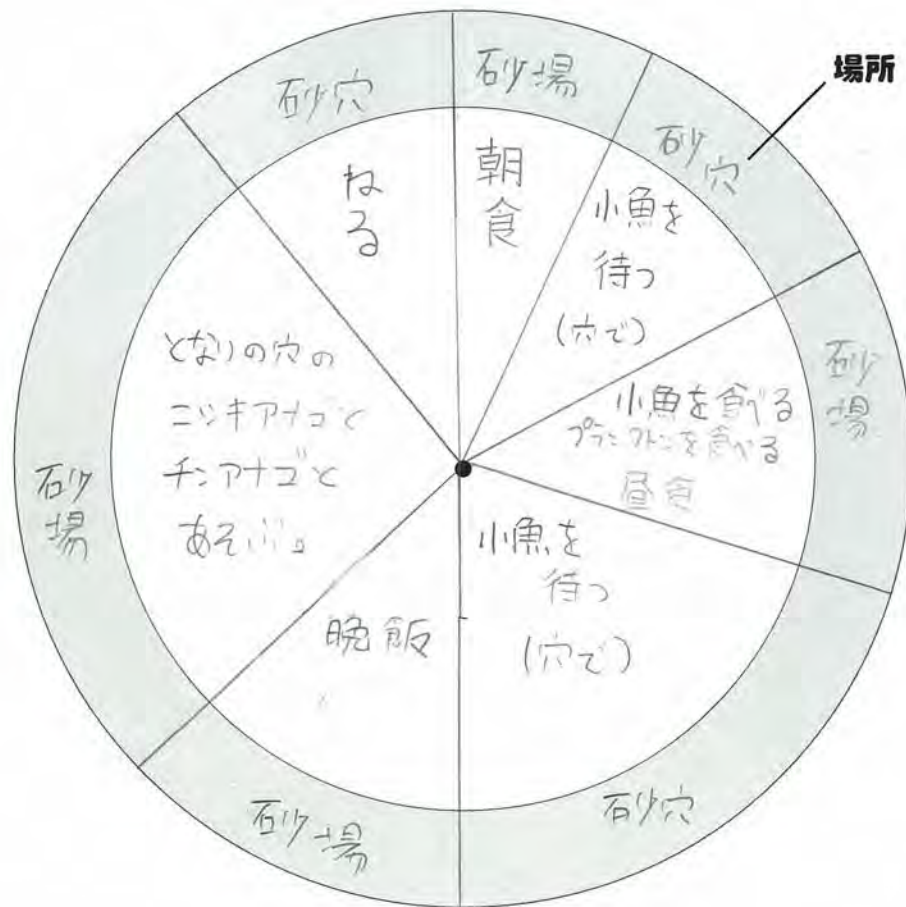 場所
砂場
朝食
砂穴
小魚を
待つ
(穴で)
砂場
小魚を食べる
プランクトンを食べる
昼食
砂穴
小魚を
待つ
(穴で)
砂場
晩飯
砂場
となりの穴の
ニシキアナゴと
チンアナゴと
あそぶ。
砂穴
ねる